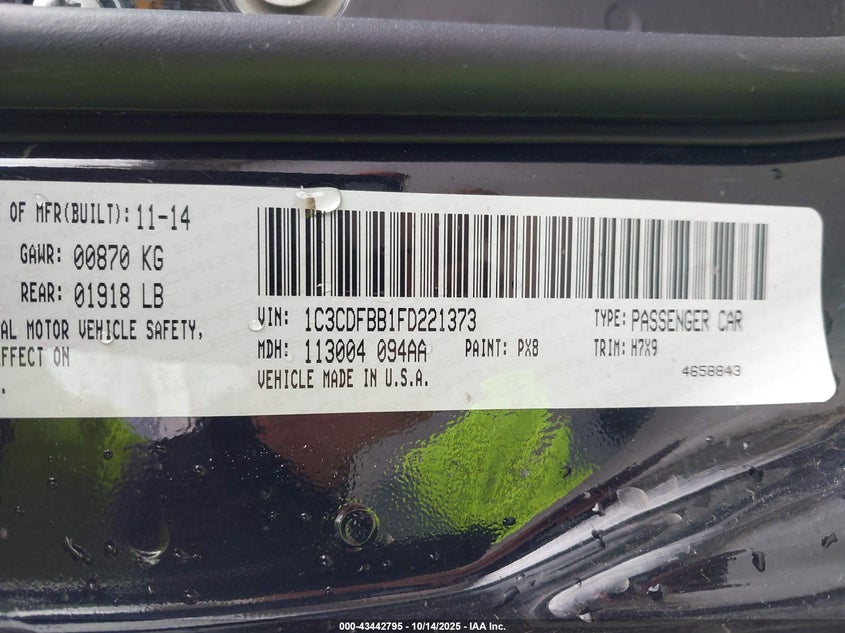 OF MFR(BUILT): 11-14
GAWR: 00870 KG
REAR: 01918 LB
AL MOTOR VEHICLE SAFETY,
EFFECT ON
VIN: 1C3CDFBB1FD221373 TYPE: PASSENGER CAR
MDH: 113004 094AA PAINT: PX8 TRIM: H7X9
VEHICLE MADE IN U.S.A. 4658843
000-43442795 - 10/14/2025 - IAA Inc.